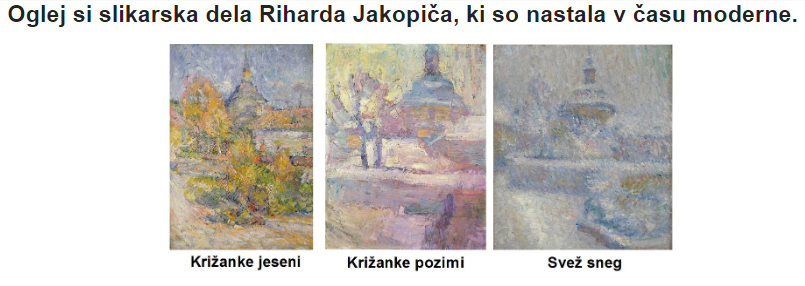 Oglej si slikarska dela Riharda Jakopiča, ki so nastala v času moderne.
Križanke jeseni
Križanke pozimi
Svež sneg